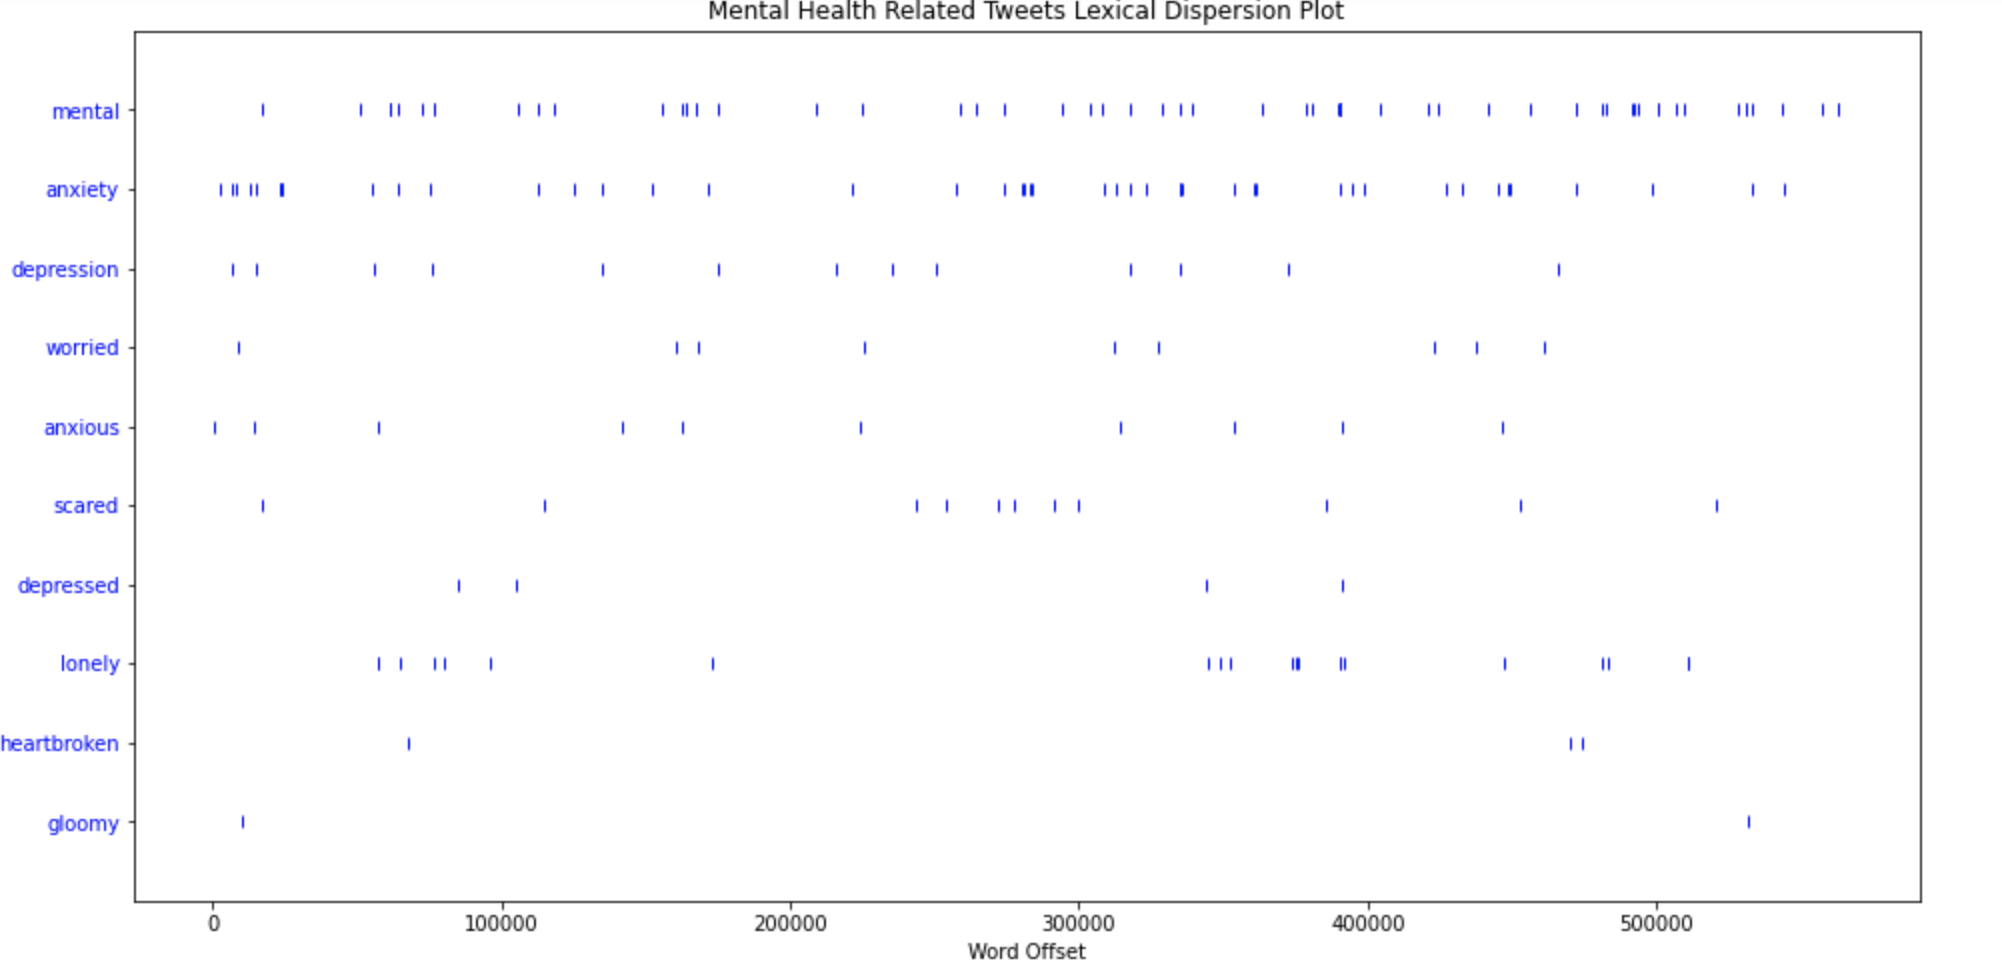 Mental Health Related Tweets Lexical Dispersion Plot
mental
anxiety
depression
worried
anxious
scared
depressed
lonely
heartbroken
gloomy
0 100000 200000 300000 400000 500000
Word Offset